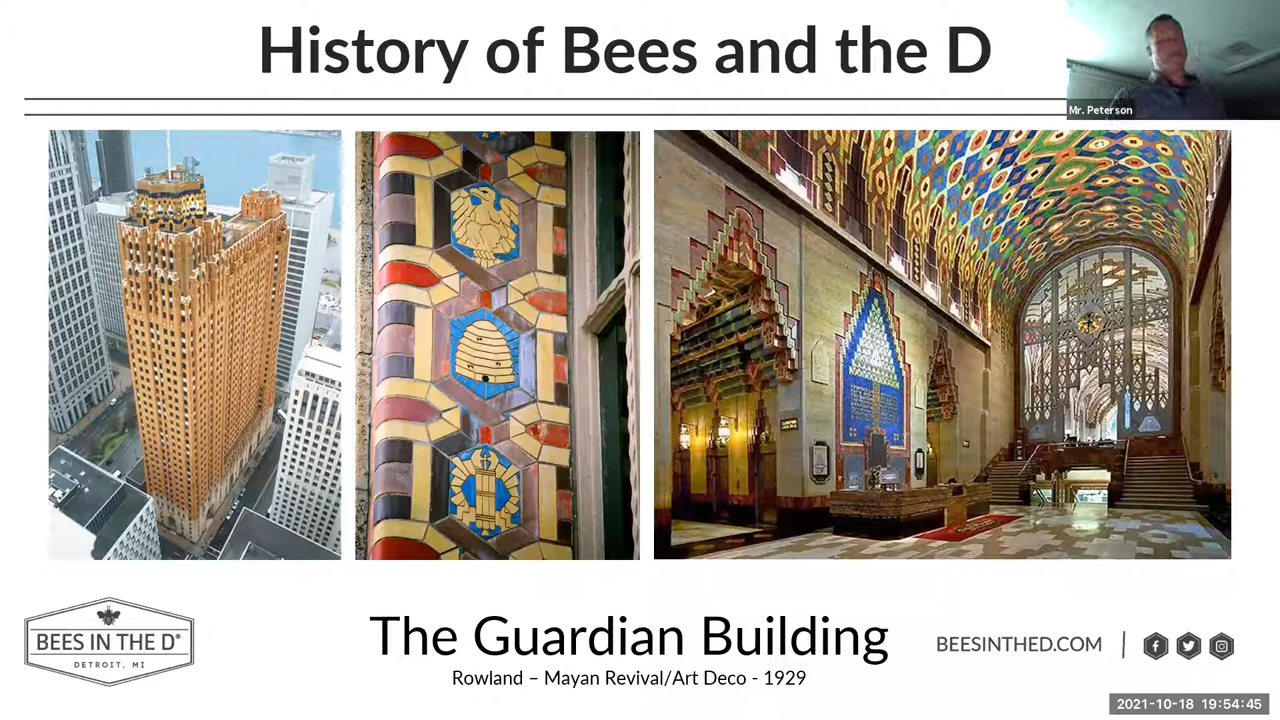 History of Bees and the D
Mr. Peterson
BEES IN THE D®
DETROIT, MI
The Guardian Building
Rowland – Mayan Revival/Art Deco - 1929
BEESINTHED.COM
2021-10-18 19:54:45